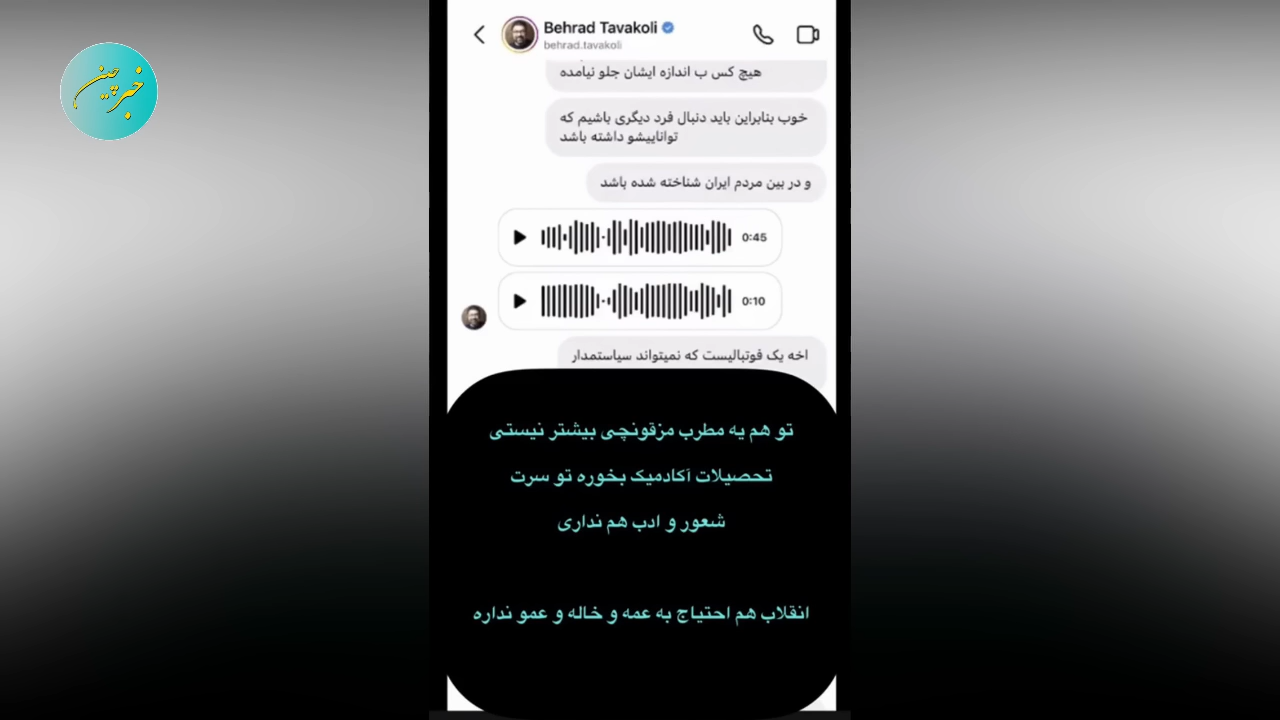 خبرچین
Behrad Tavakoli
behrad.tavakoli
هیچ کس ب اندازه ایشان جلو نیامده
خوب بنابراین باید دنبال فرد دیگری باشیم که
تواناییشو داشته باشد
و در بین مردم ایران شناخته شده باشد
0:45
0:10
اخه یک فوتبالیست که نمیتواند سیاستمدار
تو هم یه مطرب مزقونچی بیشتر نیستی
تحصیلات آکادمیک بخوره تو سرت
شعور و ادب هم نداری
انقلاب هم احتیاج به عمه و خاله و عمو نداره